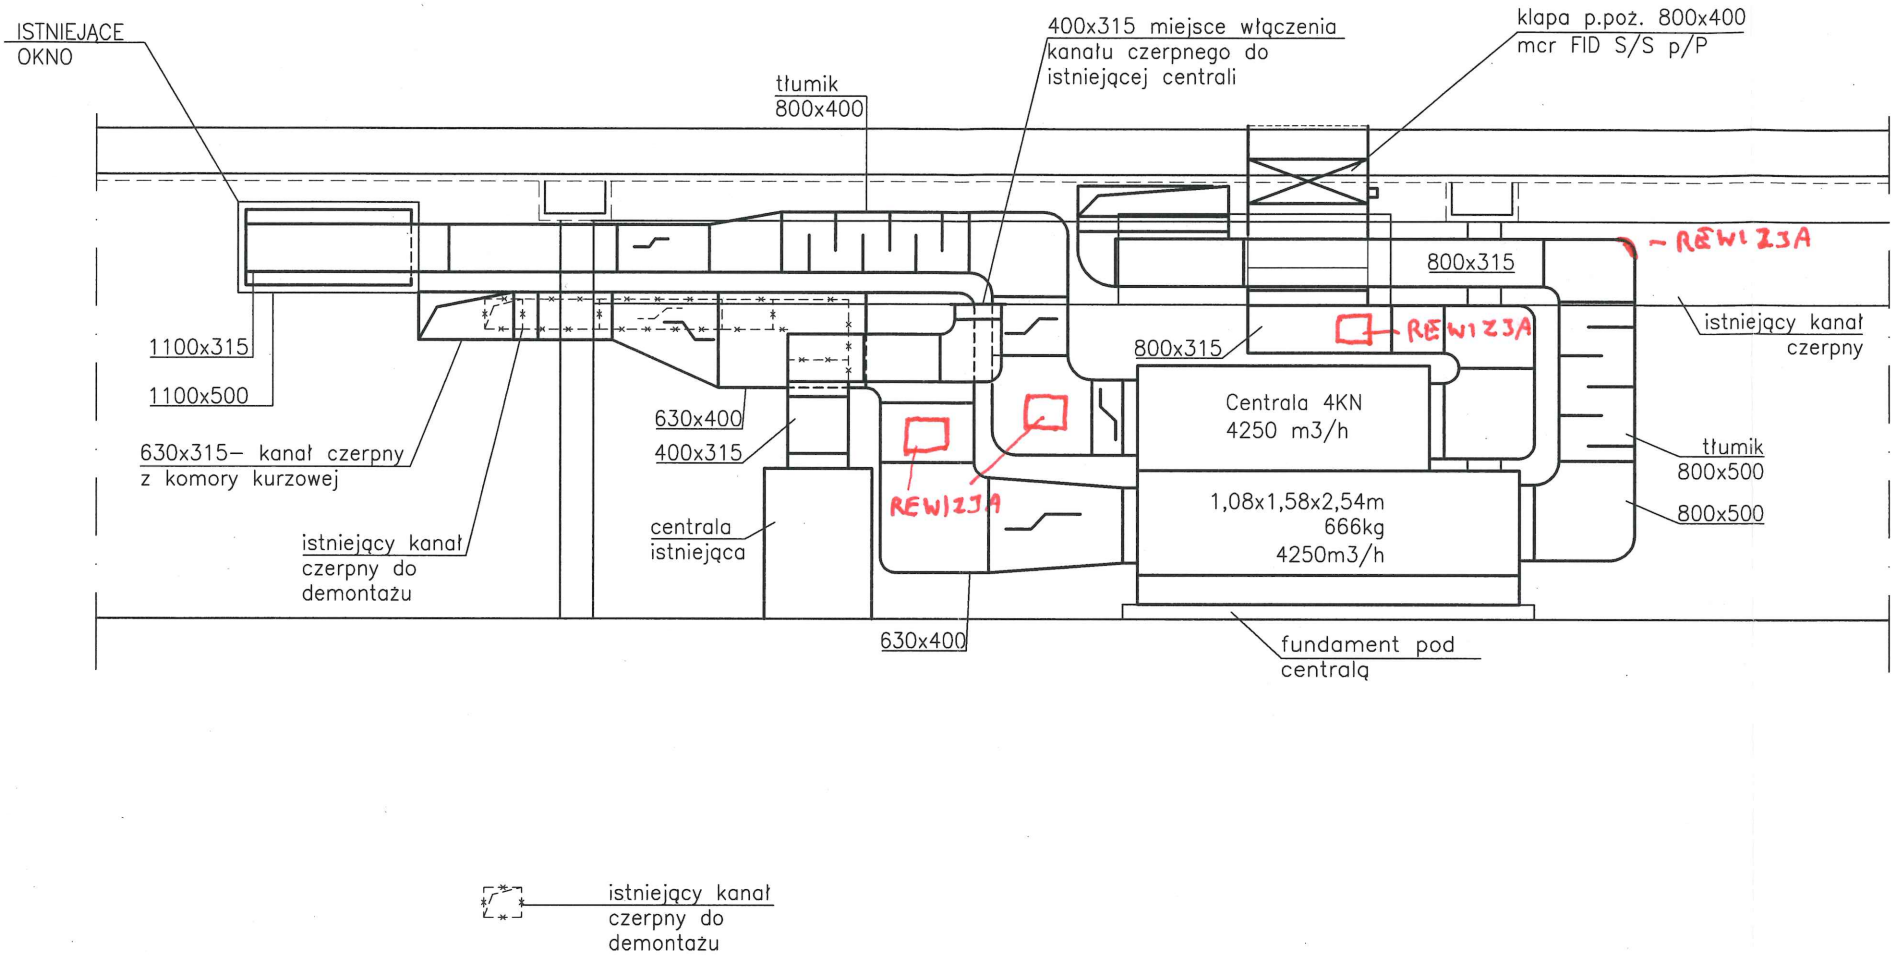 ISTNIEJĄCE
OKNO
400x315 miejsce włączenia
kanału czerpnego do
istniejącej centrali
klapa p.poż. 800x400
mcr FID S/S p/P
tłumik
800x400
800x315
- REWIZJA
istniejący kanał
czerpny
800x315
REWIZJA
1100x315
1100x500
630x400
400x315
Centrala 4KN
4250 m3/h
630x315- kanał czerpny
z komory kurzowej
tłumik
800x500
REWIZJA
1,08x1,58x2,54m
666kg
4250m3/h
800x500
centrala
istniejąca
istniejący kanał
czerpny do
demontażu
630x400
fundament pod
centralą
istniejący kanał
czerpny do
demontażu